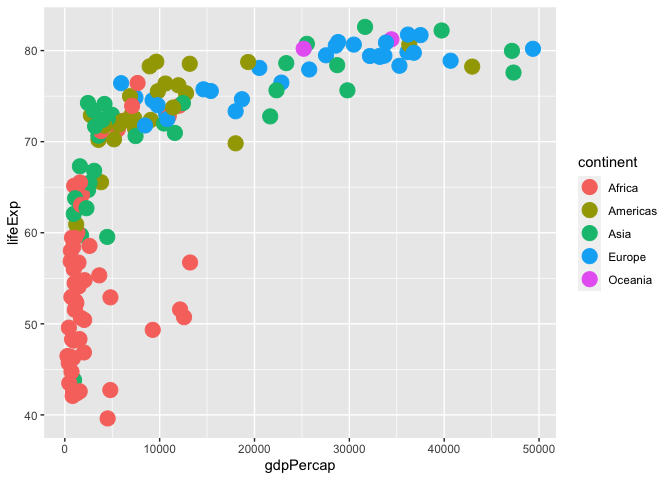 80
70
60
50
40
lifeExp
0
10000
20000
30000
40000
50000
gdpPercap
continent
Africa
Americas
Asia
Europe
Oceania